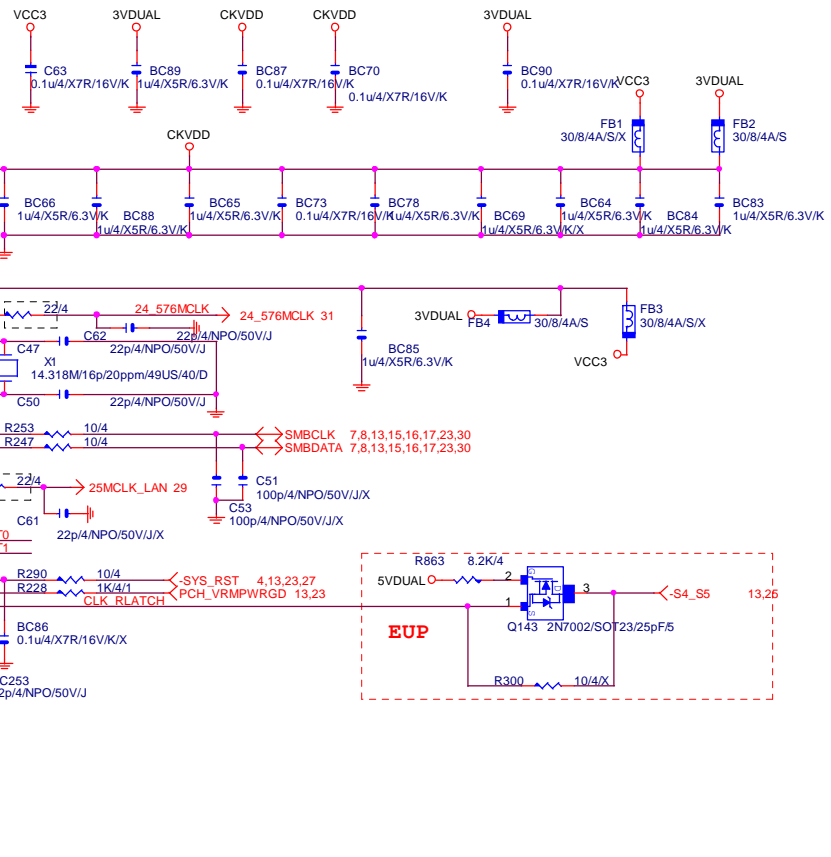 VCC3 3VDUAL CKVDD CKVDD 3VDUAL
C63 BC89 BC87 BC70 BC90
0.1u/4/X7R/16V/K 1u/4/X5R/6.3V/K 0.1u/4/X7R/16V/K 0.1u/4/X7R/16V/K 0.1u/4/X7R/16V/K
VCC3 3VDUAL
FB1 FB2
30/8/4A/S/X 30/8/4A/S
CKVDD
BC66 BC65 BC73 BC78 BC64 BC83
1u/4/X5R/6.3V/K 1u/4/X5R/6.3V/K 0.1u/4/X7R/16V/K 1u/4/X5R/6.3V/K 1u/4/X5R/6.3V/K 1u/4/X5R/6.3V/K
BC88 BC69 BC84
1u/4/X5R/6.3V/K 1u/4/X5R/6.3V/K/X 1u/4/X5R/6.3V/K
22/4 24_576MCLK 24_576MCLK 31
C62 22p/4/NPO/50V/J
C47 22p/4/NPO/50V/J
X1
14.318M/16p/20ppm/49US/40/D
C50 22p/4/NPO/50V/J
BC85
1u/4/X5R/6.3V/K
3VDUAL FB4 30/8/4A/S
FB3
30/8/4A/S/X
VCC3
R253 10/4 SMBCLK 7,8,13,15,16,17,23,30
R247 10/4 SMBDATA 7,8,13,15,16,17,23,30
22/4 25MCLK_LAN 29
C51
100p/4/NPO/50V/J/X
C53
100p/4/NPO/50V/J/X
C61 22p/4/NPO/50V/J/X
T0
T1
R290 10/4 -SYS_RST 4,13,23,27
R228 1K/4/1 PCH_VRMPWRGD 13,23
CLK_RLATCH
BC86
0.1u/4/X7R/16V/K/X
C253
2p/4/NPO/50V/J
R863 8.2K/4
5VDUAL 2 G D S 3 -S4_S5 13,25
1
Q143 2N7002/SOT23/25pF/5
EUP
R300 10/4/X